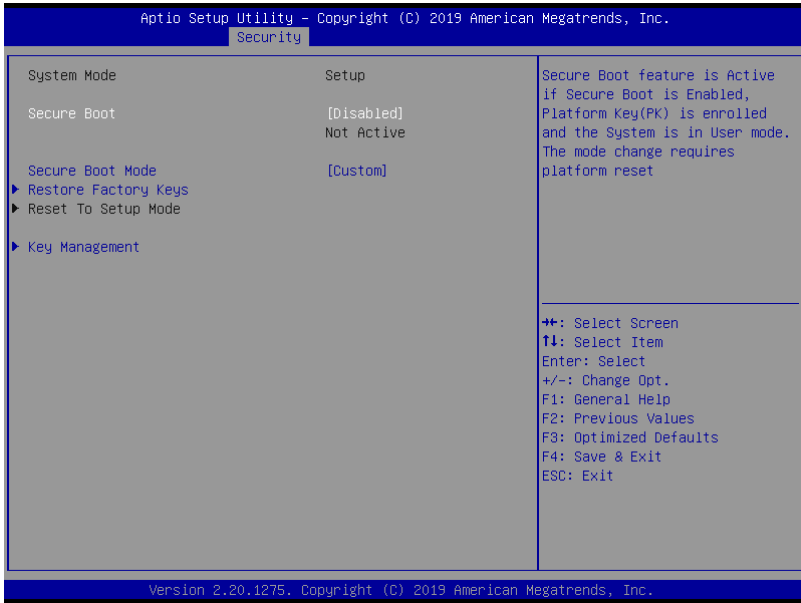 Aptio Setup Utility – Copyright (C) 2019 American Megatrends, Inc.
Security
System Mode Setup
Secure Boot [Disabled]
Not Active
Secure Boot Mode [Custom]
Restore Factory Keys
Reset To Setup Mode
Key Management
Secure Boot feature is Active
if Secure Boot is Enabled,
Platform Key(PK) is enrolled
and the System is in User mode.
The mode change requires
platform reset
→←: Select Screen
↑↓: Select Item
Enter: Select
+/-: Change Opt.
F1: General Help
F2: Previous Values
F3: Optimized Defaults
F4: Save & Exit
ESC: Exit
Version 2.20.1275. Copyright (C) 2019 American Megatrends, Inc.